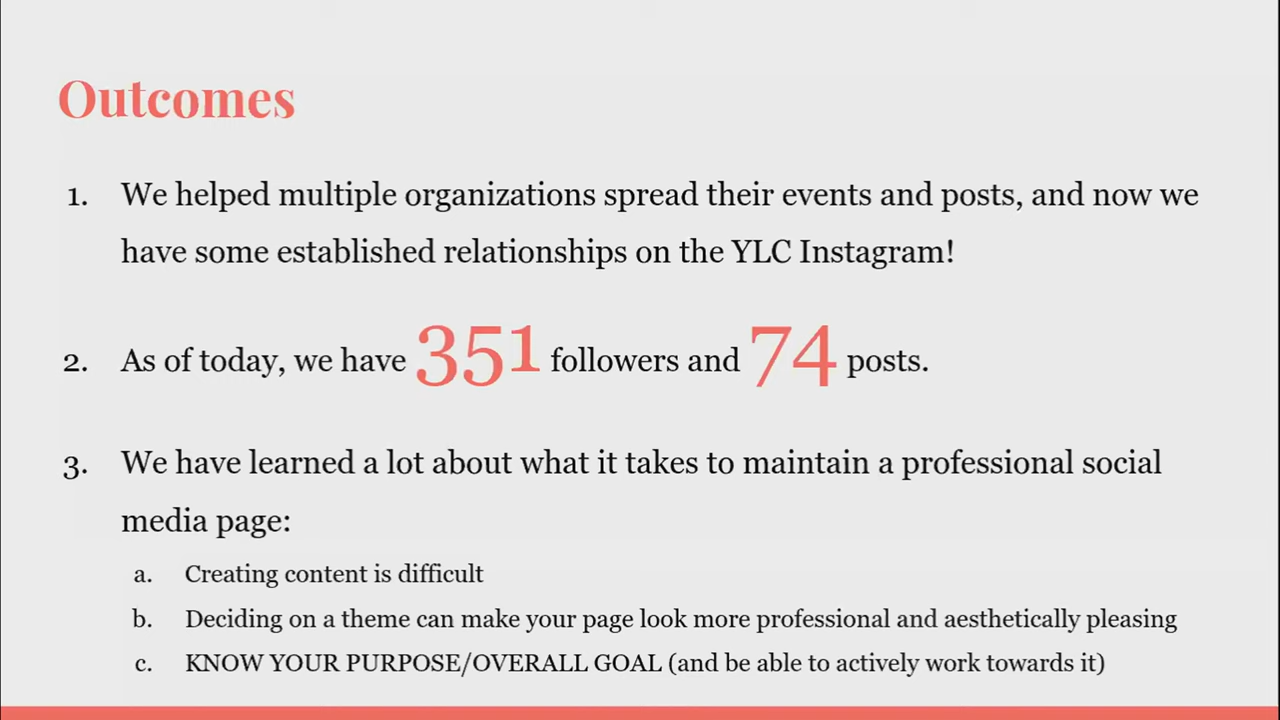 Outcomes
1. We helped multiple organizations spread their events and posts, and now we
have some established relationships on the YLC Instagram!
2. As of today, we have 351 followers and 74 posts.
3. We have learned a lot about what it takes to maintain a professional social
media page:
a. Creating content is difficult
b. Deciding on a theme can make your page look more professional and aesthetically pleasing
c. KNOW YOUR PURPOSE/OVERALL GOAL (and be able to actively work towards it)